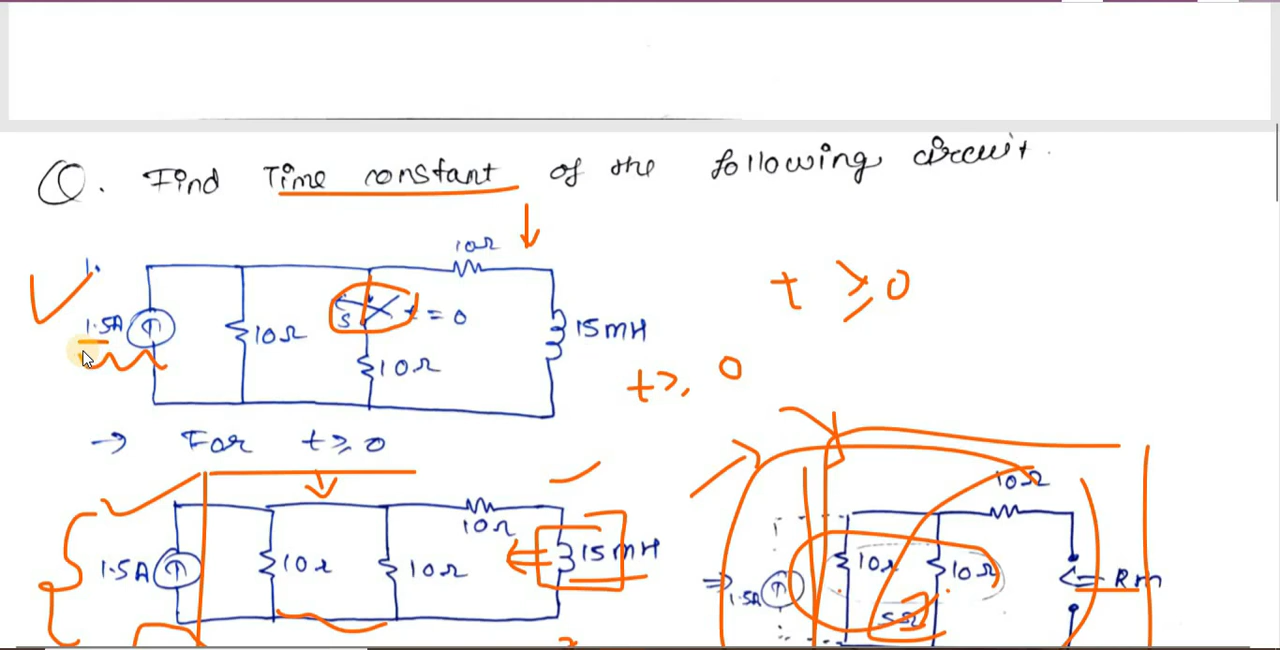 Q. Find Time constant of the following circuit.
1.
10Ω
1.5A
10Ω
S
t = 0
10Ω
15mH
t ≥ 0
t ≥ 0
→ For t ≥ 0
1.5A
10Ω
10Ω
10Ω
15mH
⇒
1.5A
10Ω
10Ω
10Ω
5Ω
⇐ Rth